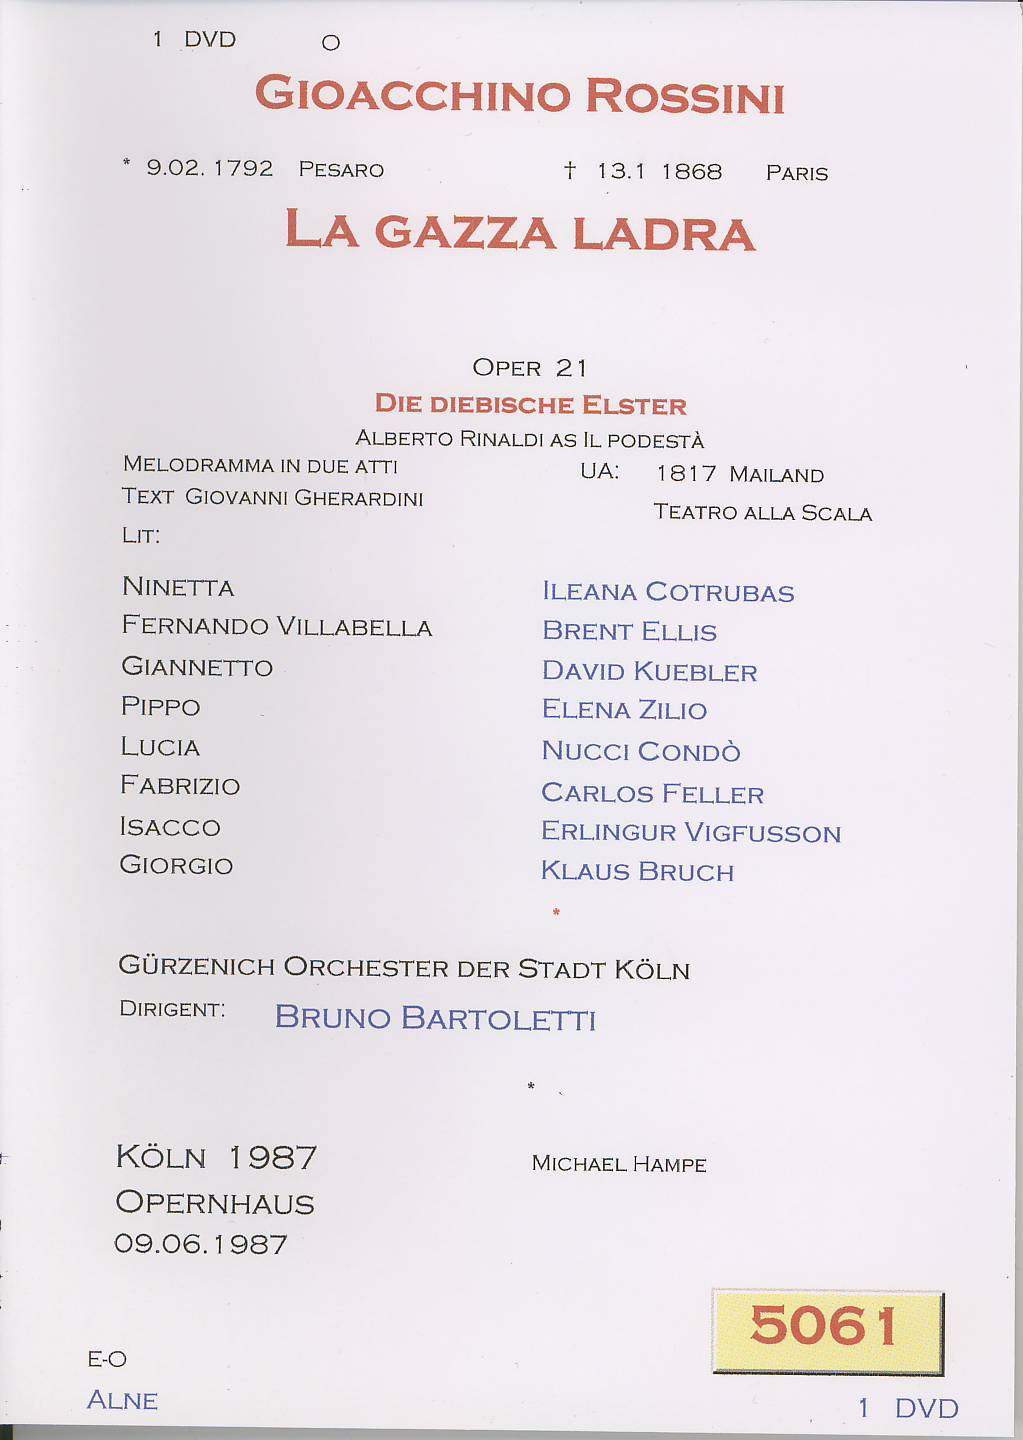 1 DVD O
GIOACCHINO ROSSINI
* 9.02. 1792 PESARO † 13.1 1868 PARIS
LA GAZZA LADRA
OPER 21
DIE DIEBISCHE ELSTER
ALBERTO RINALDI AS IL PODESTÀ
MELODRAMMA IN DUE ATTI UA: 1817 MAILAND
TEXT GIOVANNI GHERARDINI TEATRO ALLA SCALA
LIT:
NINETTA ILEANA COTRUBAS
FERNANDO VILLABELLA BRENT ELLIS
GIANNETTO DAVID KUEBLER
PIPPO ELENA ZILIO
LUCIA NUCCI CONDÒ
FABRIZIO CARLOS FELLER
ISACCO ERLINGUR VIGFUSSON
GIORGIO KLAUS BRUCH
*
GÜRZENICH ORCHESTER DER STADT KÖLN
DIRIGENT: BRUNO BARTOLETTI
*
KÖLN 1987 MICHAEL HAMPE
OPERNHAUS
09.06.1987
5061
E-O
ALNE 1 DVD